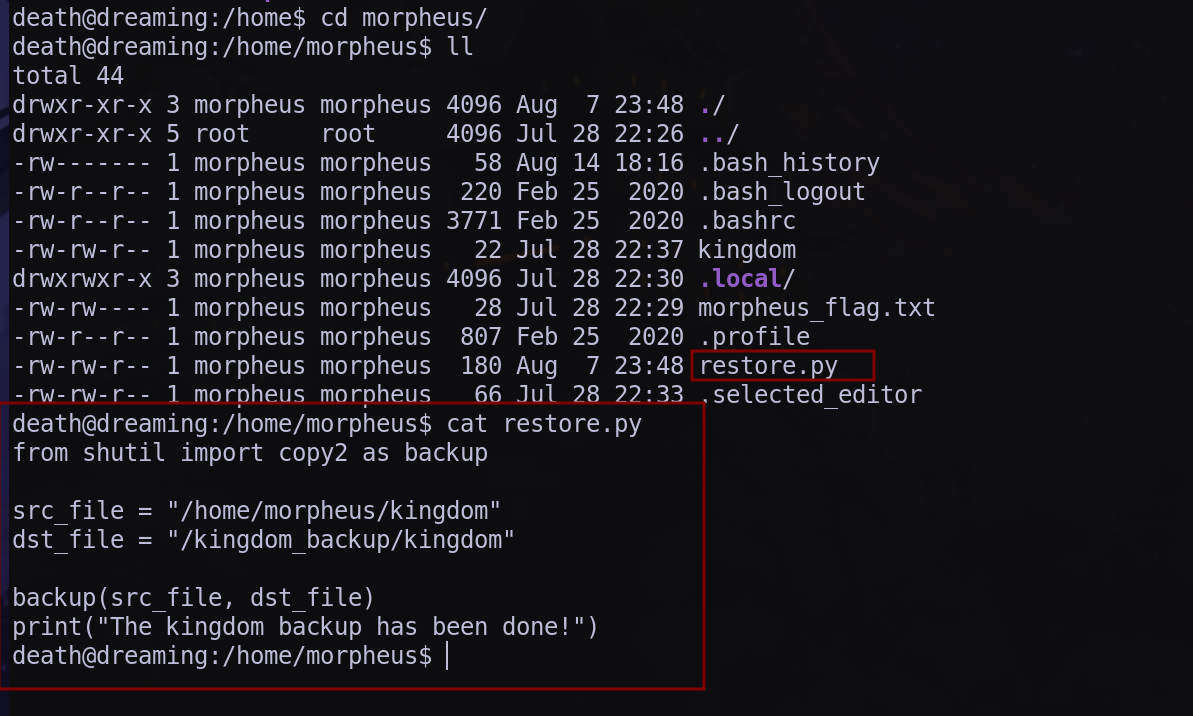 death@dreaming:/home$ cd morpheus/
death@dreaming:/home/morpheus$ ll
total 44
drwxr-xr-x 3 morpheus morpheus 4096 Aug  7 23:48 ./
drwxr-xr-x 5 root     root     4096 Jul 28 22:26 ../
-rw------- 1 morpheus morpheus   58 Aug 14 18:16 .bash_history
-rw-r--r-- 1 morpheus morpheus  220 Feb 25  2020 .bash_logout
-rw-r--r-- 1 morpheus morpheus 3771 Feb 25  2020 .bashrc
-rw-rw-r-- 1 morpheus morpheus   22 Jul 28 22:37 kingdom
drwxrwxr-x 3 morpheus morpheus 4096 Jul 28 22:30 .local/
-rw-rw---- 1 morpheus morpheus   28 Jul 28 22:29 morpheus_flag.txt
-rw-r--r-- 1 morpheus morpheus  807 Feb 25  2020 .profile
-rw-rw-r-- 1 morpheus morpheus  180 Aug  7 23:48 restore.py
-rw-rw-r-- 1 morpheus morpheus   66 Jul 28 22:33 .selected_editor
death@dreaming:/home/morpheus$ cat restore.py
from shutil import copy2 as backup
src_file = "/home/morpheus/kingdom"
dst_file = "/kingdom_backup/kingdom"
backup(src_file, dst_file)
print("The kingdom backup has been done!")
death@dreaming:/home/morpheus$